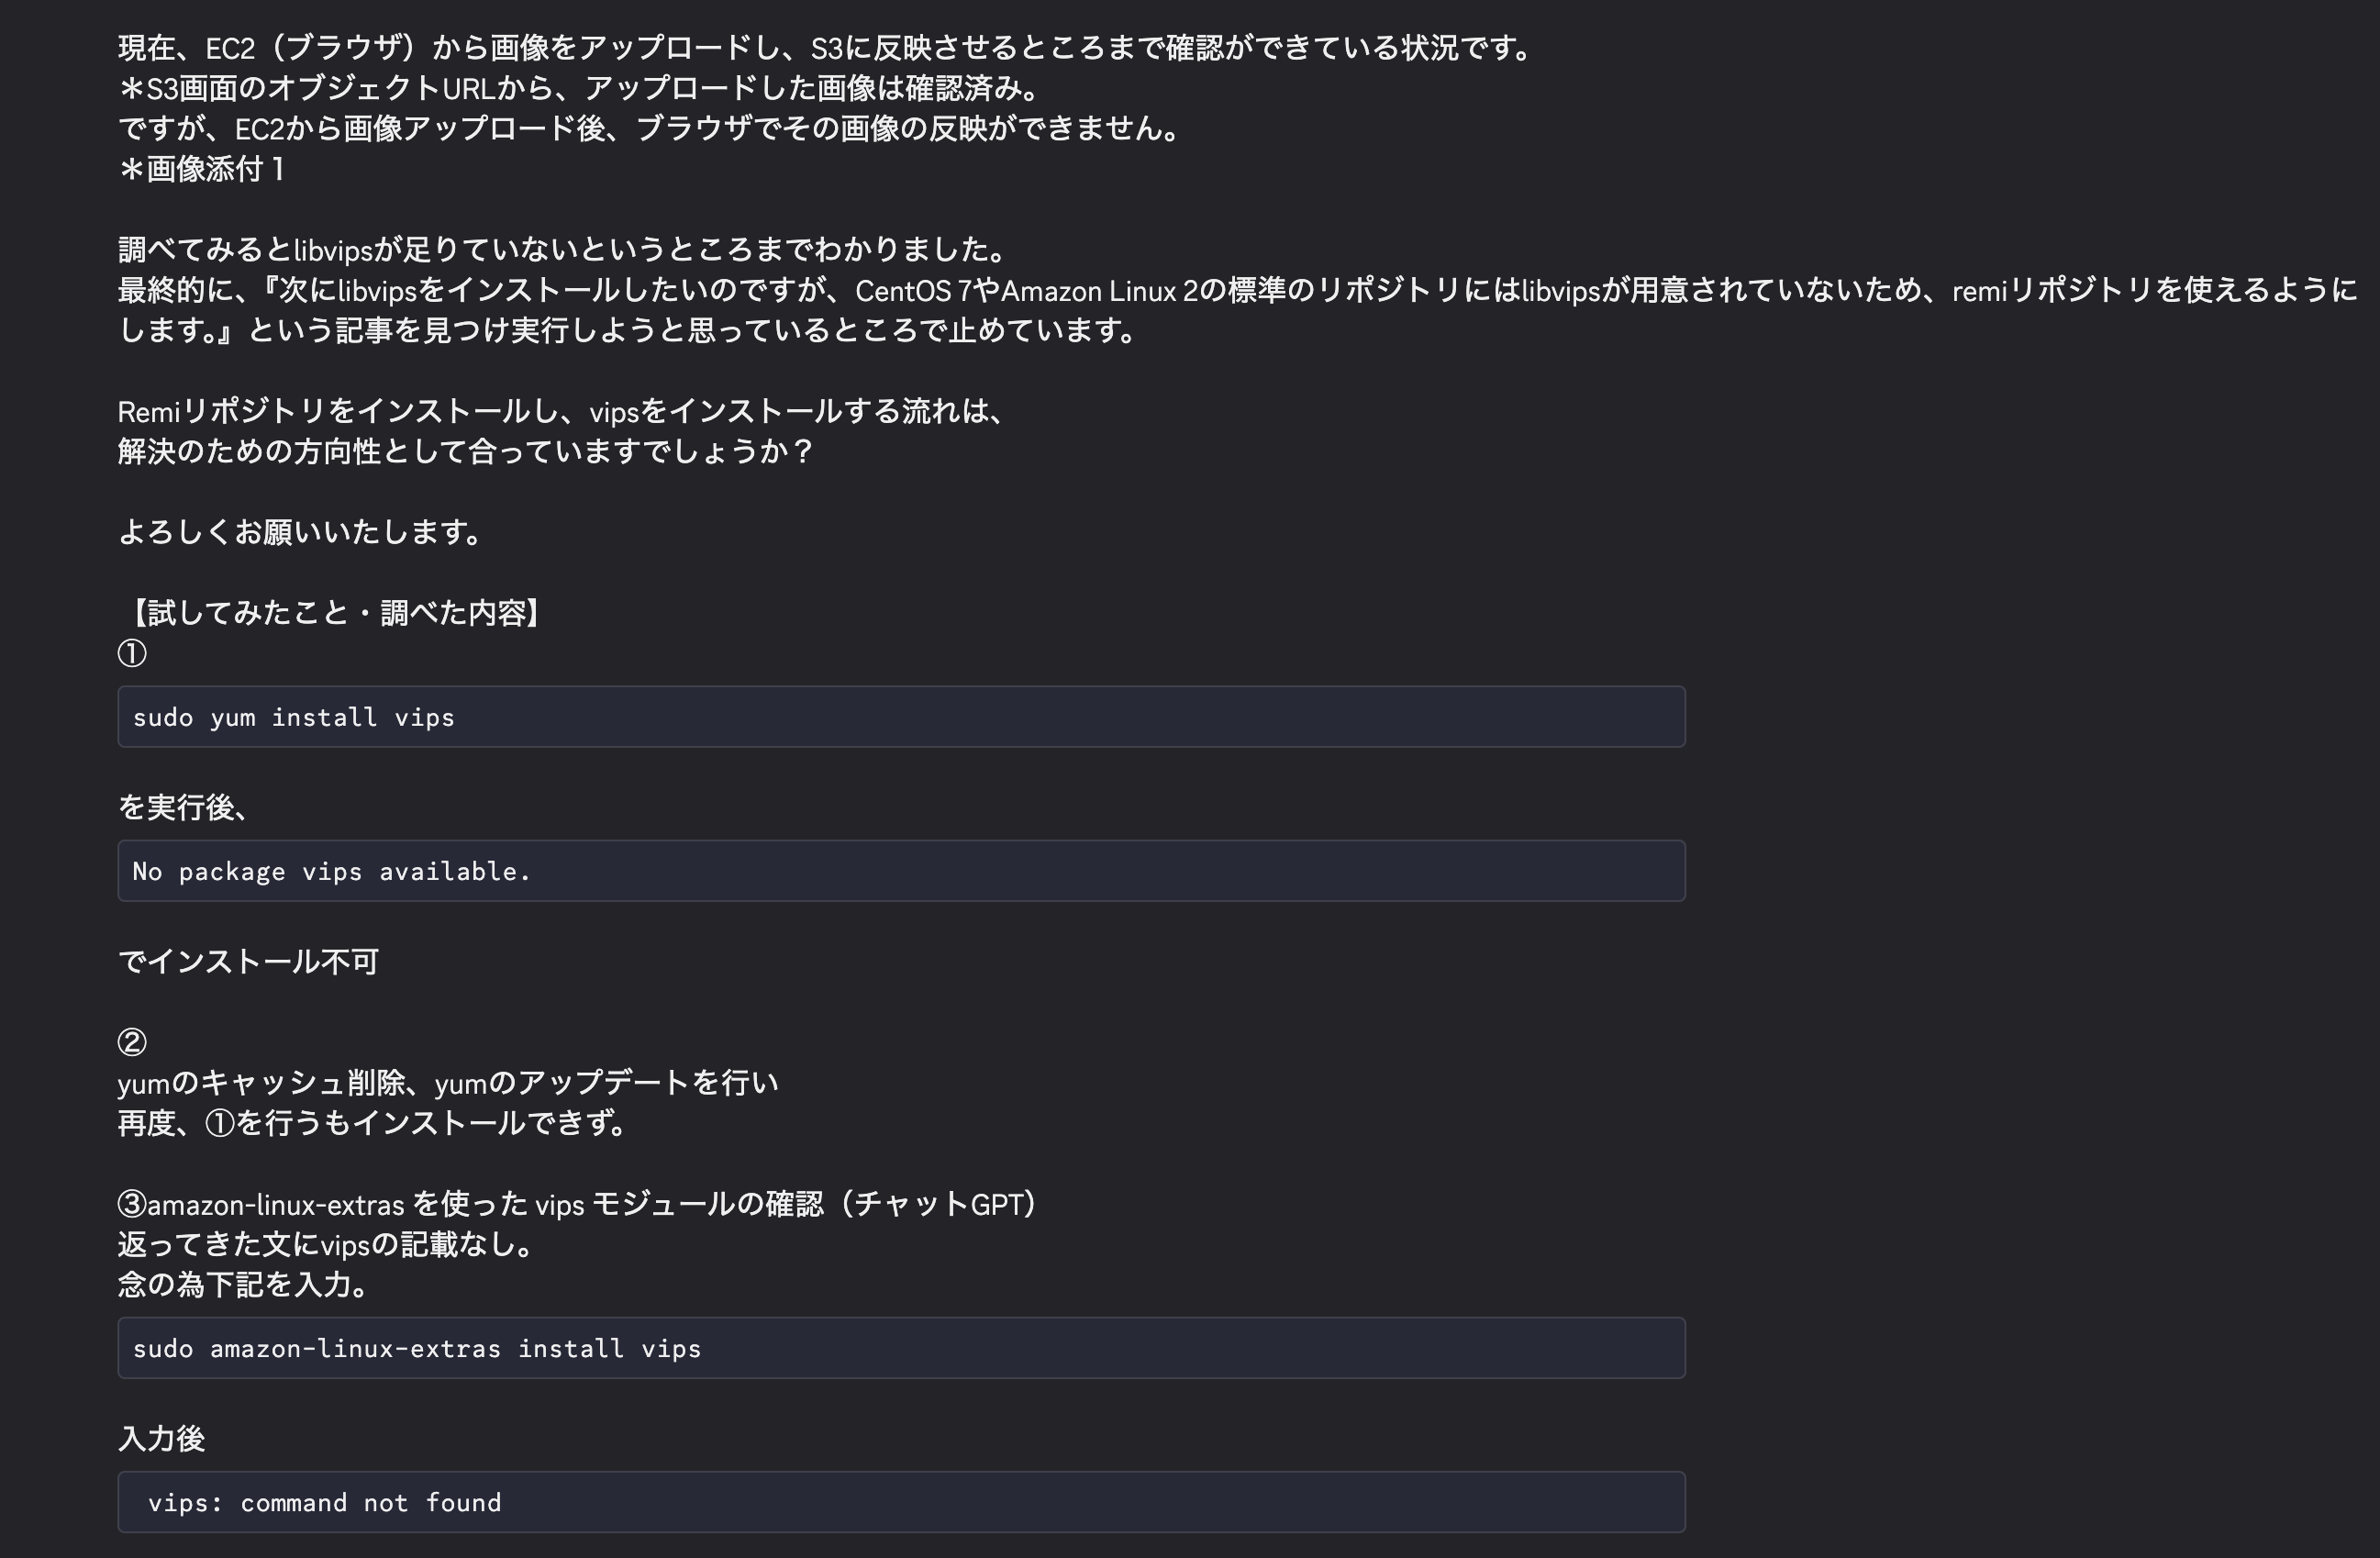 現在、EC2（ブラウザ）から画像をアップロードし、S3に反映させるところまで確認ができている状況です。
＊S3画面のオブジェクトURLから、アップロードした画像は確認済み。
ですが、EC2から画像アップロード後、ブラウザでその画像の反映ができません。
＊画像添付１
調べてみるとlibvipsが足りていないというところまでわかりました。
最終的に、『次にlibvipsをインストールしたいのですが、CentOS 7やAmazon Linux 2の標準のリポジトリにはlibvipsが用意されていないため、remiリポジトリを使えるように
します。』という記事を見つけ実行しようと思っているところで止めています。
Remiリポジトリをインストールし、vipsをインストールする流れは、
解決のための方向性として合っていますでしょうか？
よろしくお願いいたします。
【試してみたこと・調べた内容】
①
sudo yum install vips
を実行後、
No package vips available.
でインストール不可
②
yumのキャッシュ削除、yumのアップデートを行い
再度、①を行うもインストールできず。
③amazon-linux-extras を使った vips モジュールの確認（チャットGPT）
返ってきた文にvipsの記載なし。
念の為下記を入力。
sudo amazon-linux-extras install vips
入力後
vips: command not found